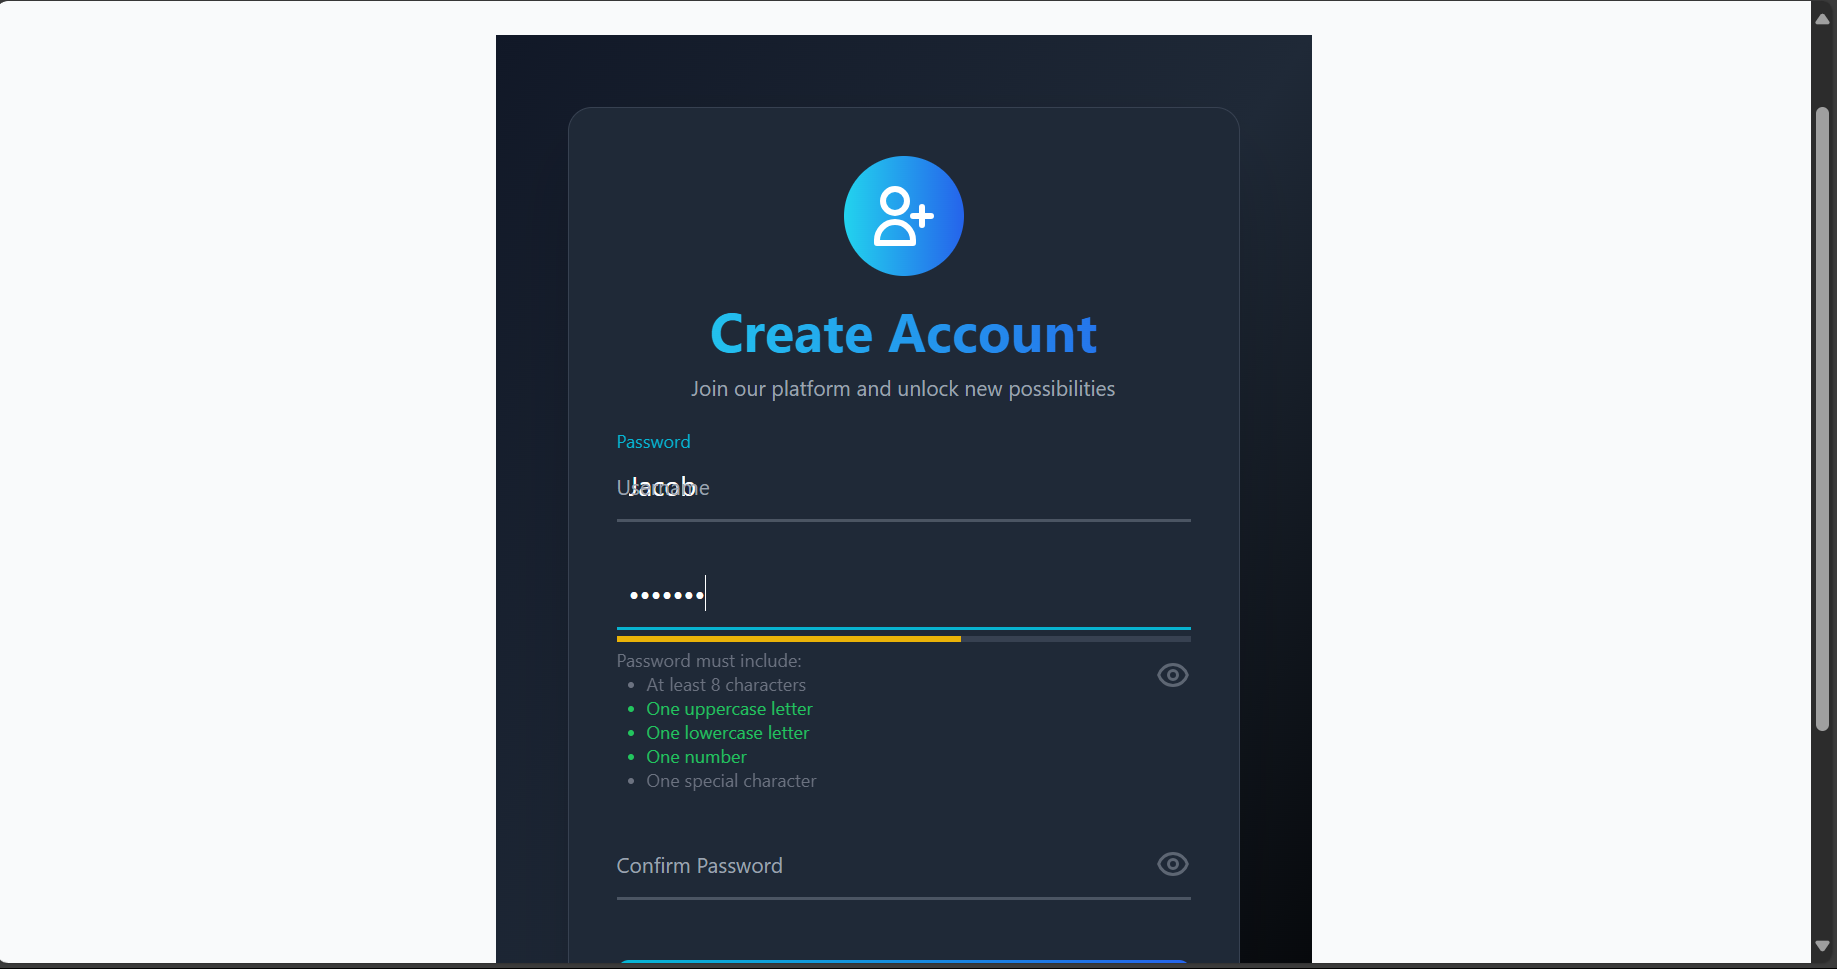 Create Account
Join our platform and unlock new possibilities
Password
Username
Jacob
•••••••
Password must include:
• At least 8 characters
• One uppercase letter
• One lowercase letter
• One number
• One special character
Confirm Password